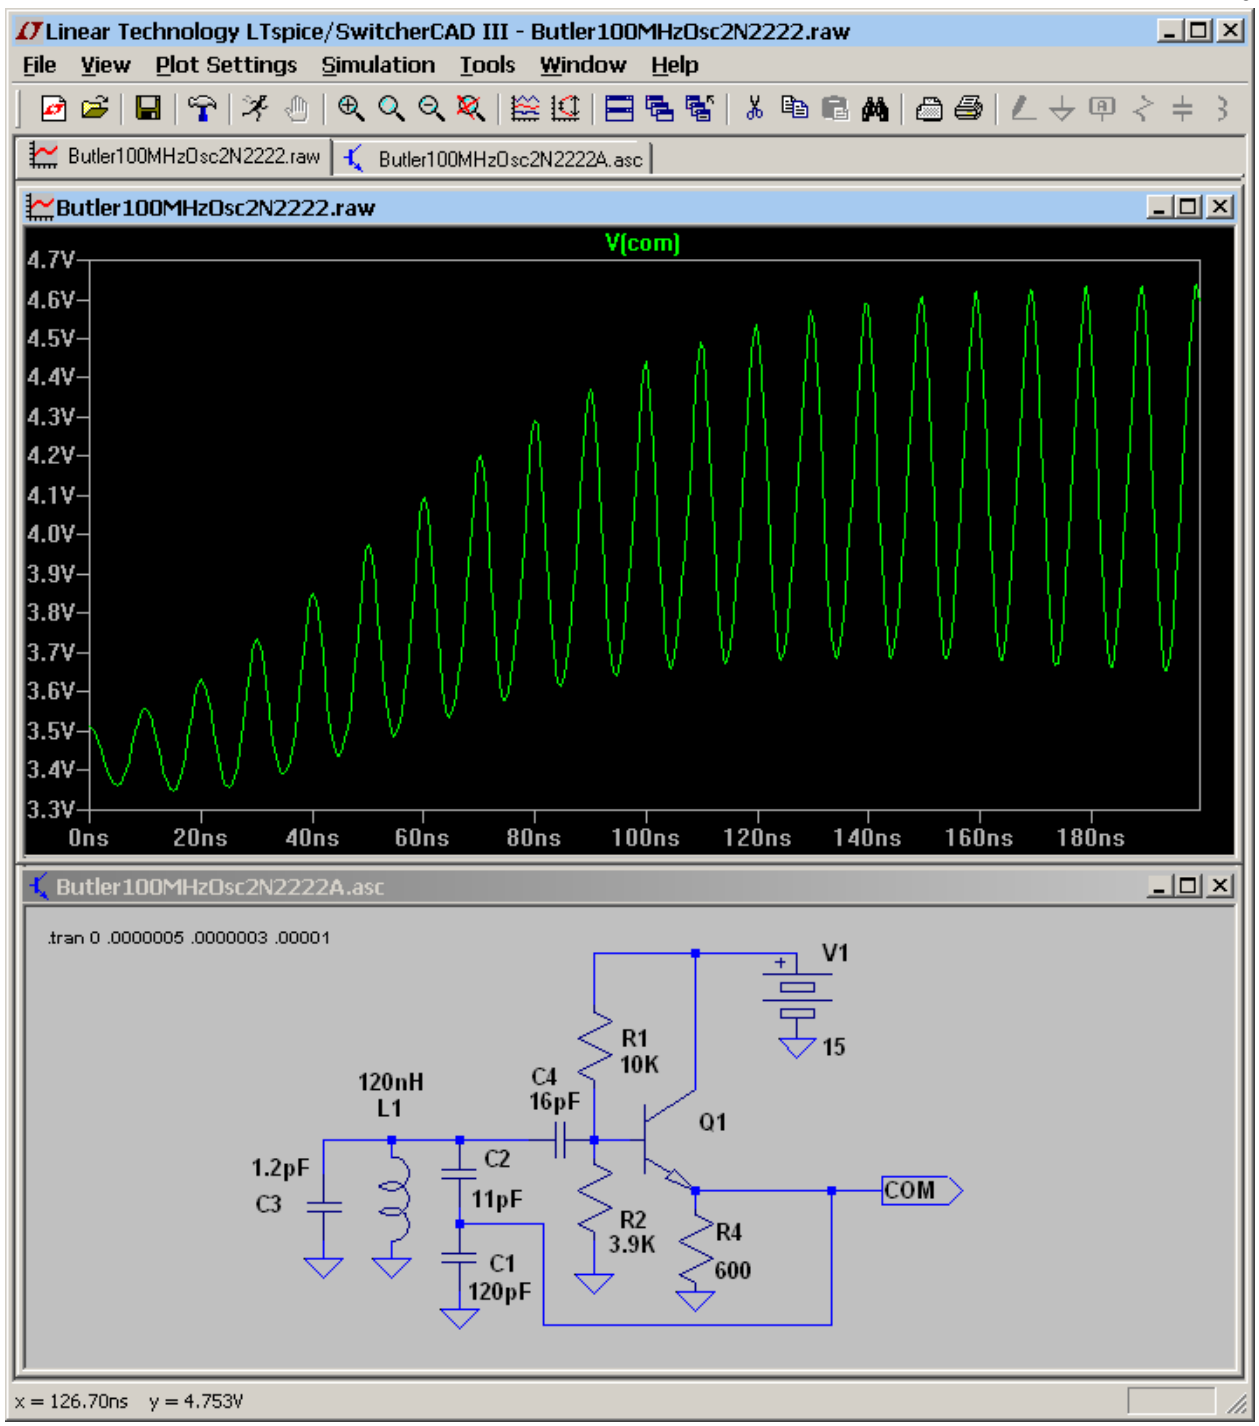 Linear Technology LTspice/SwitcherCAD III - Butler100MHzOsc2N2222.raw
File View Plot Settings Simulation Tools Window Help
Butler100MHzOsc2N2222.raw Butler100MHzOsc2N2222A.asc
Butler100MHzOsc2N2222.raw
V(com)
4.7V
4.6V
4.5V
4.4V
4.3V
4.2V
4.1V
4.0V
3.9V
3.8V
3.7V
3.6V
3.5V
3.4V
3.3V
0ns 20ns 40ns 60ns 80ns 100ns 120ns 140ns 160ns 180ns
Butler100MHzOsc2N2222A.asc
.tran 0 .0000005 .0000003 .00001
V1
+
15
R1
10K
C4
16pF
120nH
L1
Q1
1.2pF
C3
C2
11pF
COM
R2
3.9K
R4
600
C1
120pF
x = 126.70ns y = 4.753V